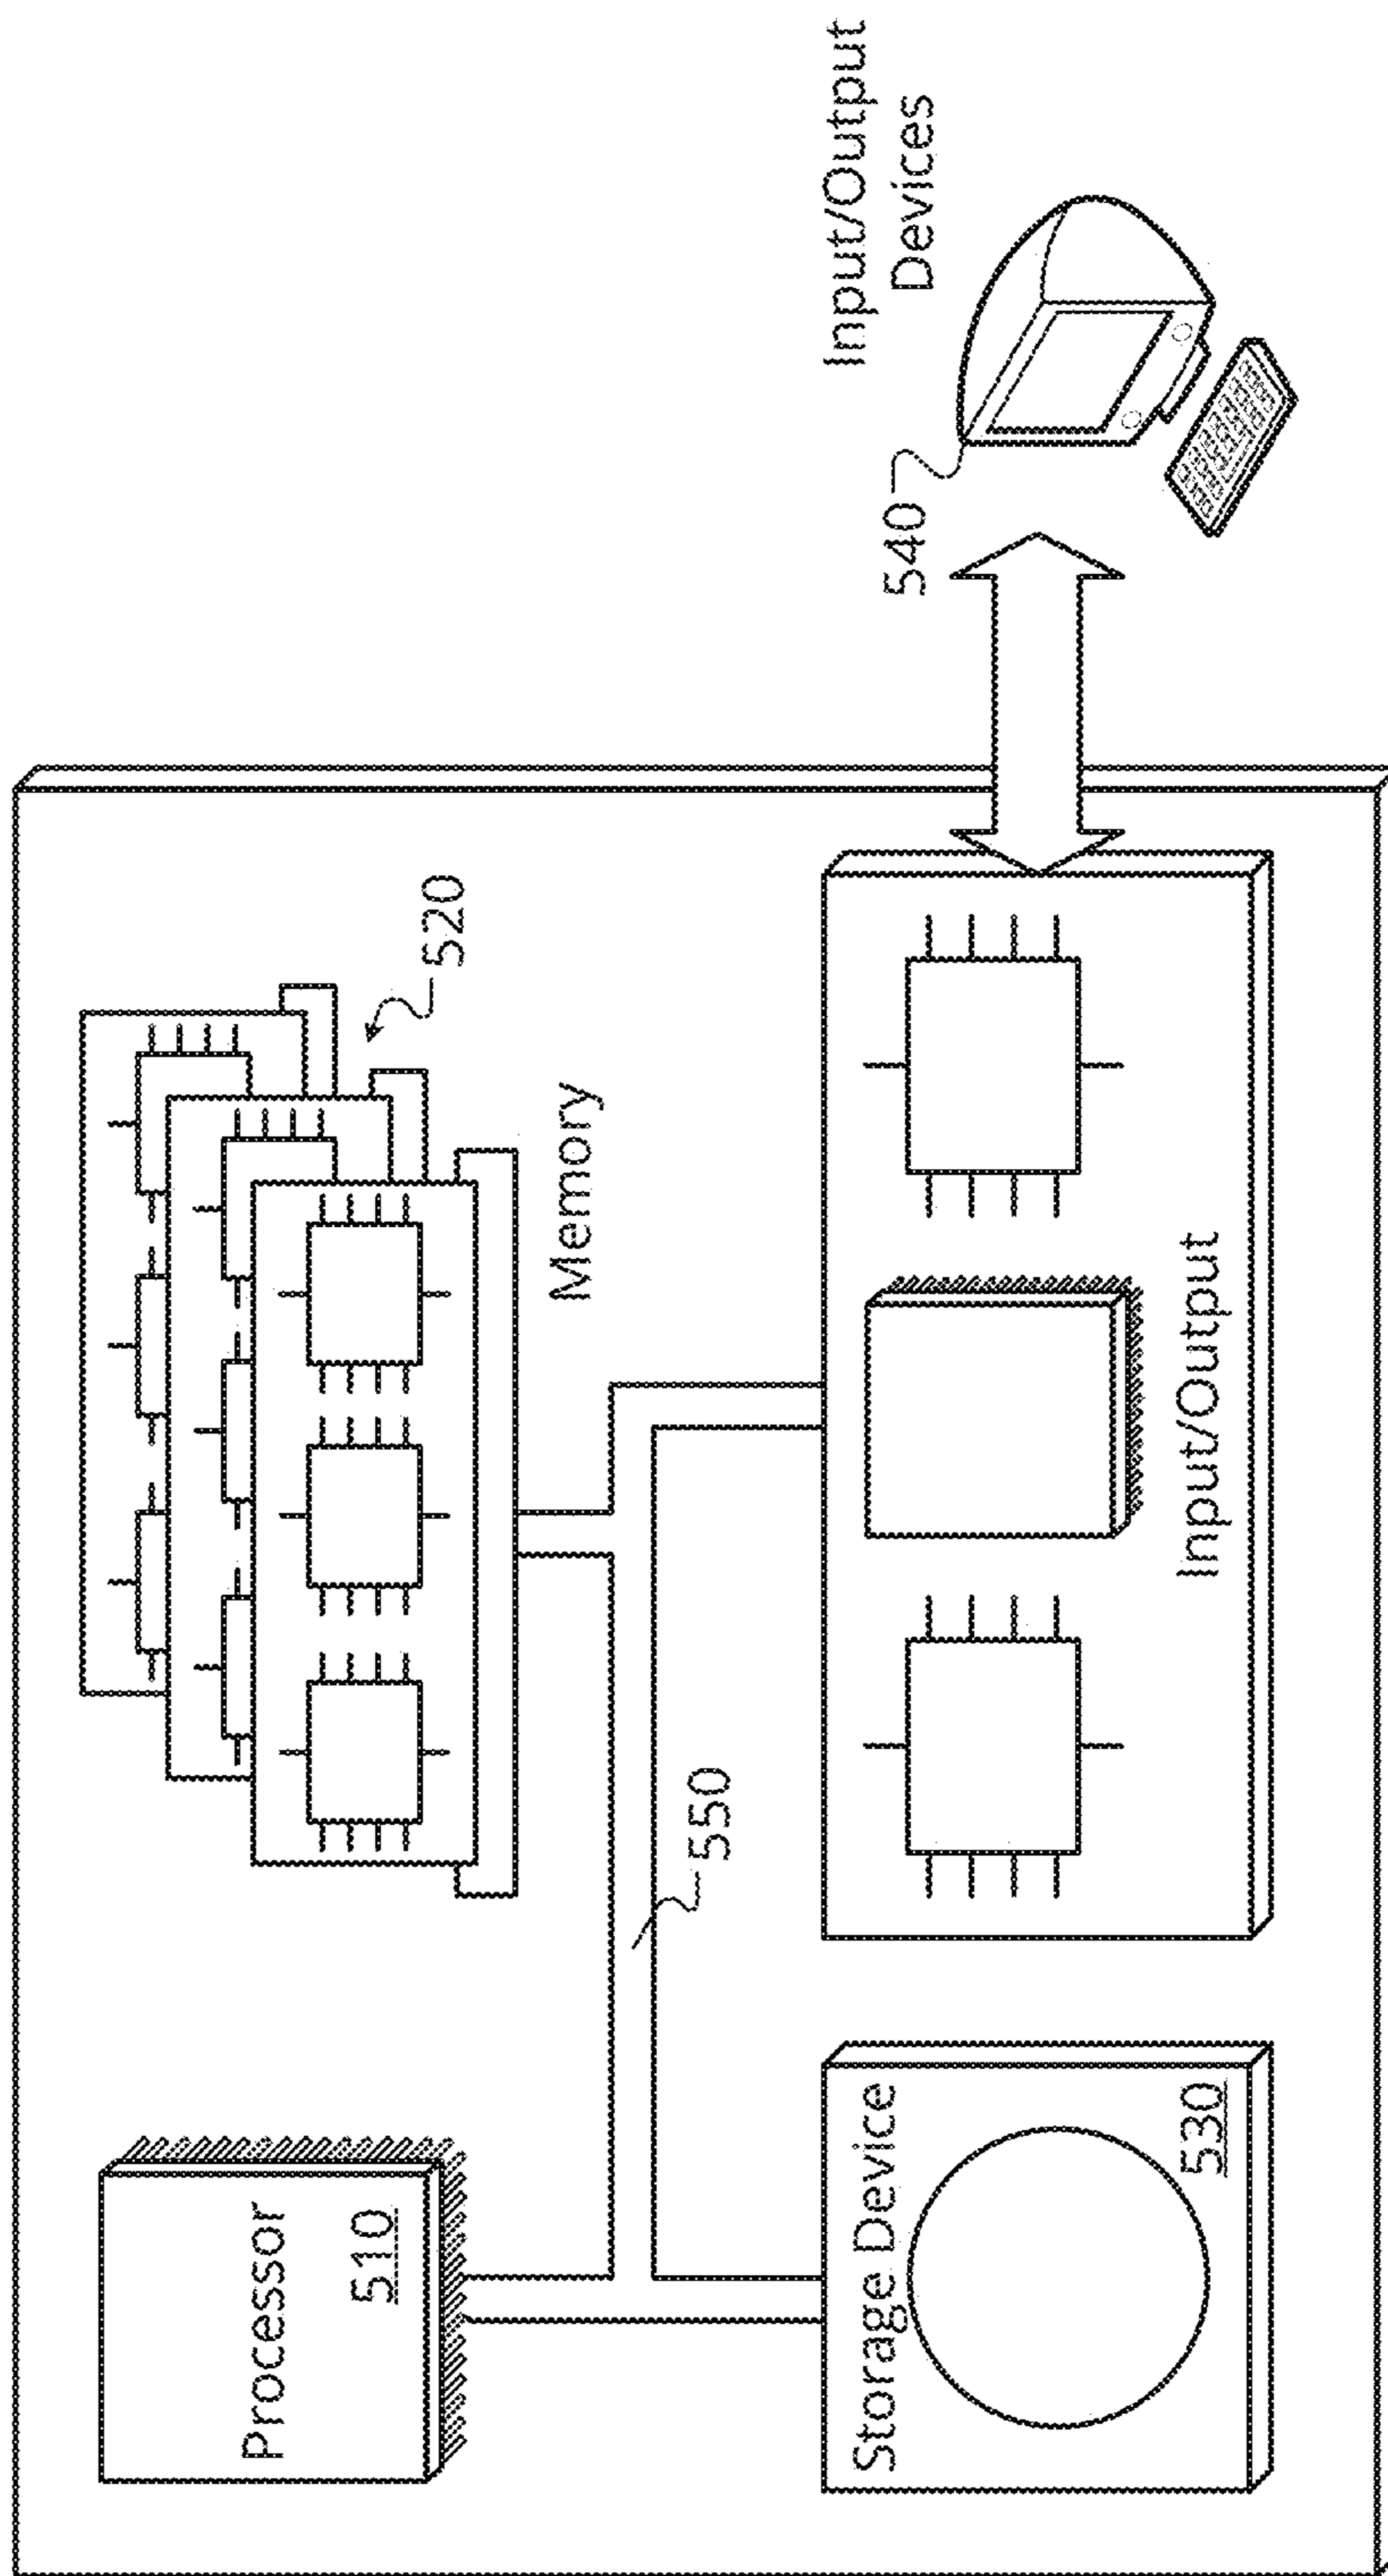 Processor
510
520
Memory
550
Storage Device
530
Input/Output
540
Input/Output
Devices